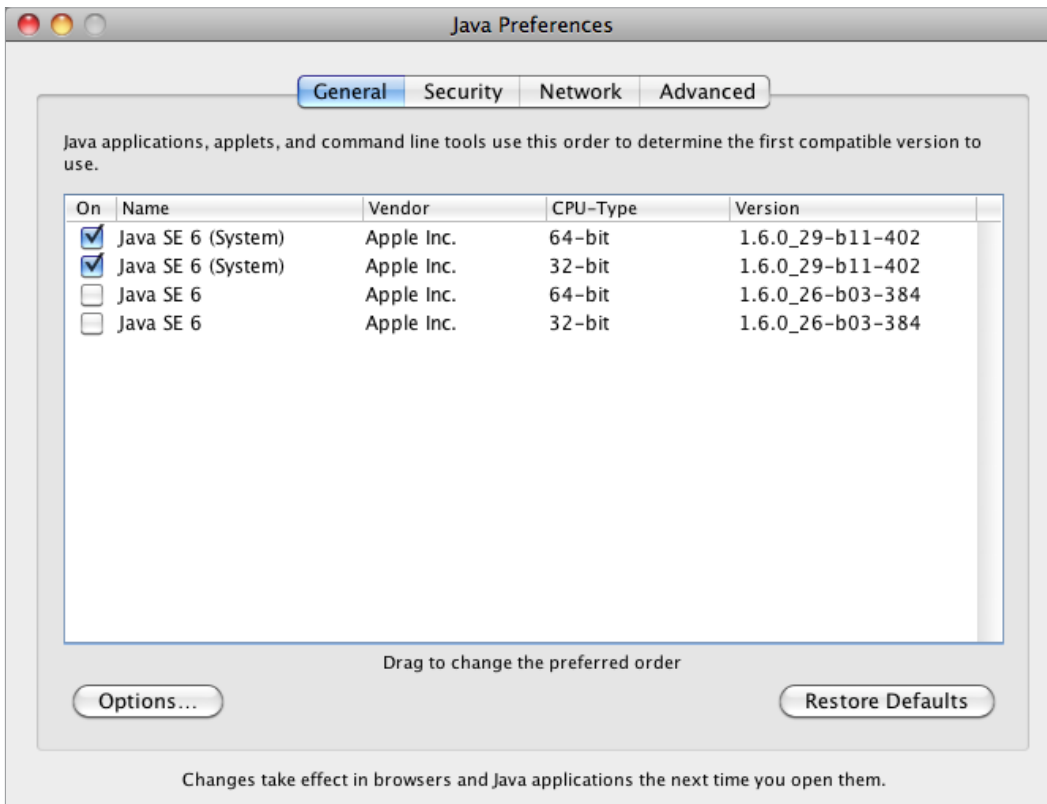 Java Preferences
General Security Network Advanced
Java applications, applets, and command line tools use this order to determine the first compatible version to
use.
On Name Vendor CPU-Type Version
Java SE 6 (System) Apple Inc. 64-bit 1.6.0_29-b11-402
Java SE 6 (System) Apple Inc. 32-bit 1.6.0_29-b11-402
Java SE 6 Apple Inc. 64-bit 1.6.0_26-b03-384
Java SE 6 Apple Inc. 32-bit 1.6.0_26-b03-384
Drag to change the preferred order
Options... Restore Defaults
Changes take effect in browsers and Java applications the next time you open them.